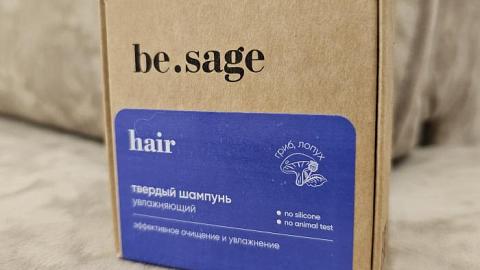 be.sage
hair
гриб, лопух
твердый шампунь
увлажняющий
no silicone
no animal test
эффективное очищение и увлажнение